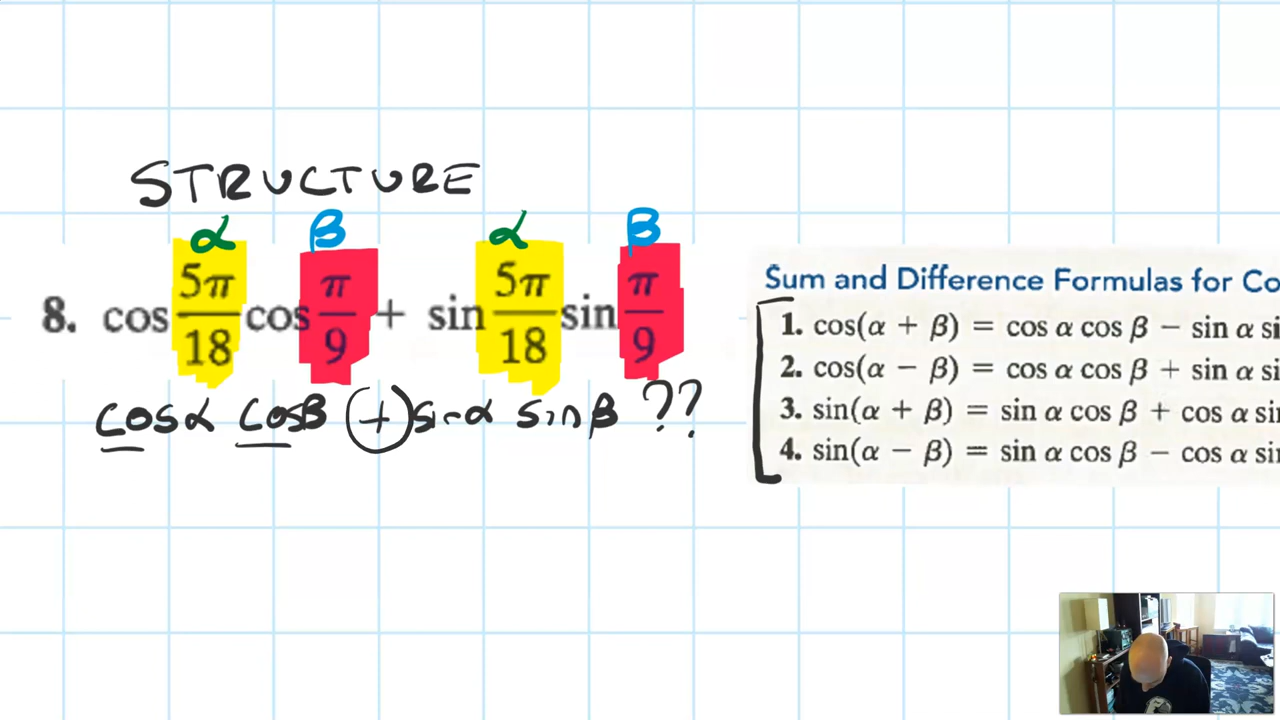 STRUCTURE
α β α β
8. cos 5π/18 cos π/9 + sin 5π/18 sin π/9
cosα cosβ (+) sinα sinβ ??
Sum and Difference Formulas for Co
1. cos(α + β) = cos α cos β − sin α si
2. cos(α − β) = cos α cos β + sin α si
3. sin(α + β) = sin α cos β + cos α sin
4. sin(α − β) = sin α cos β − cos α sin